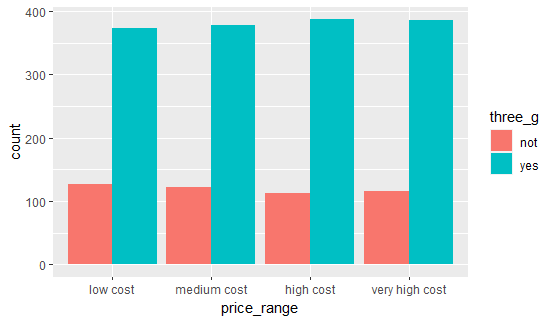 400
300
200
100
0
count
low cost
medium cost
high cost
very high cost
price_range
three_g
not
yes